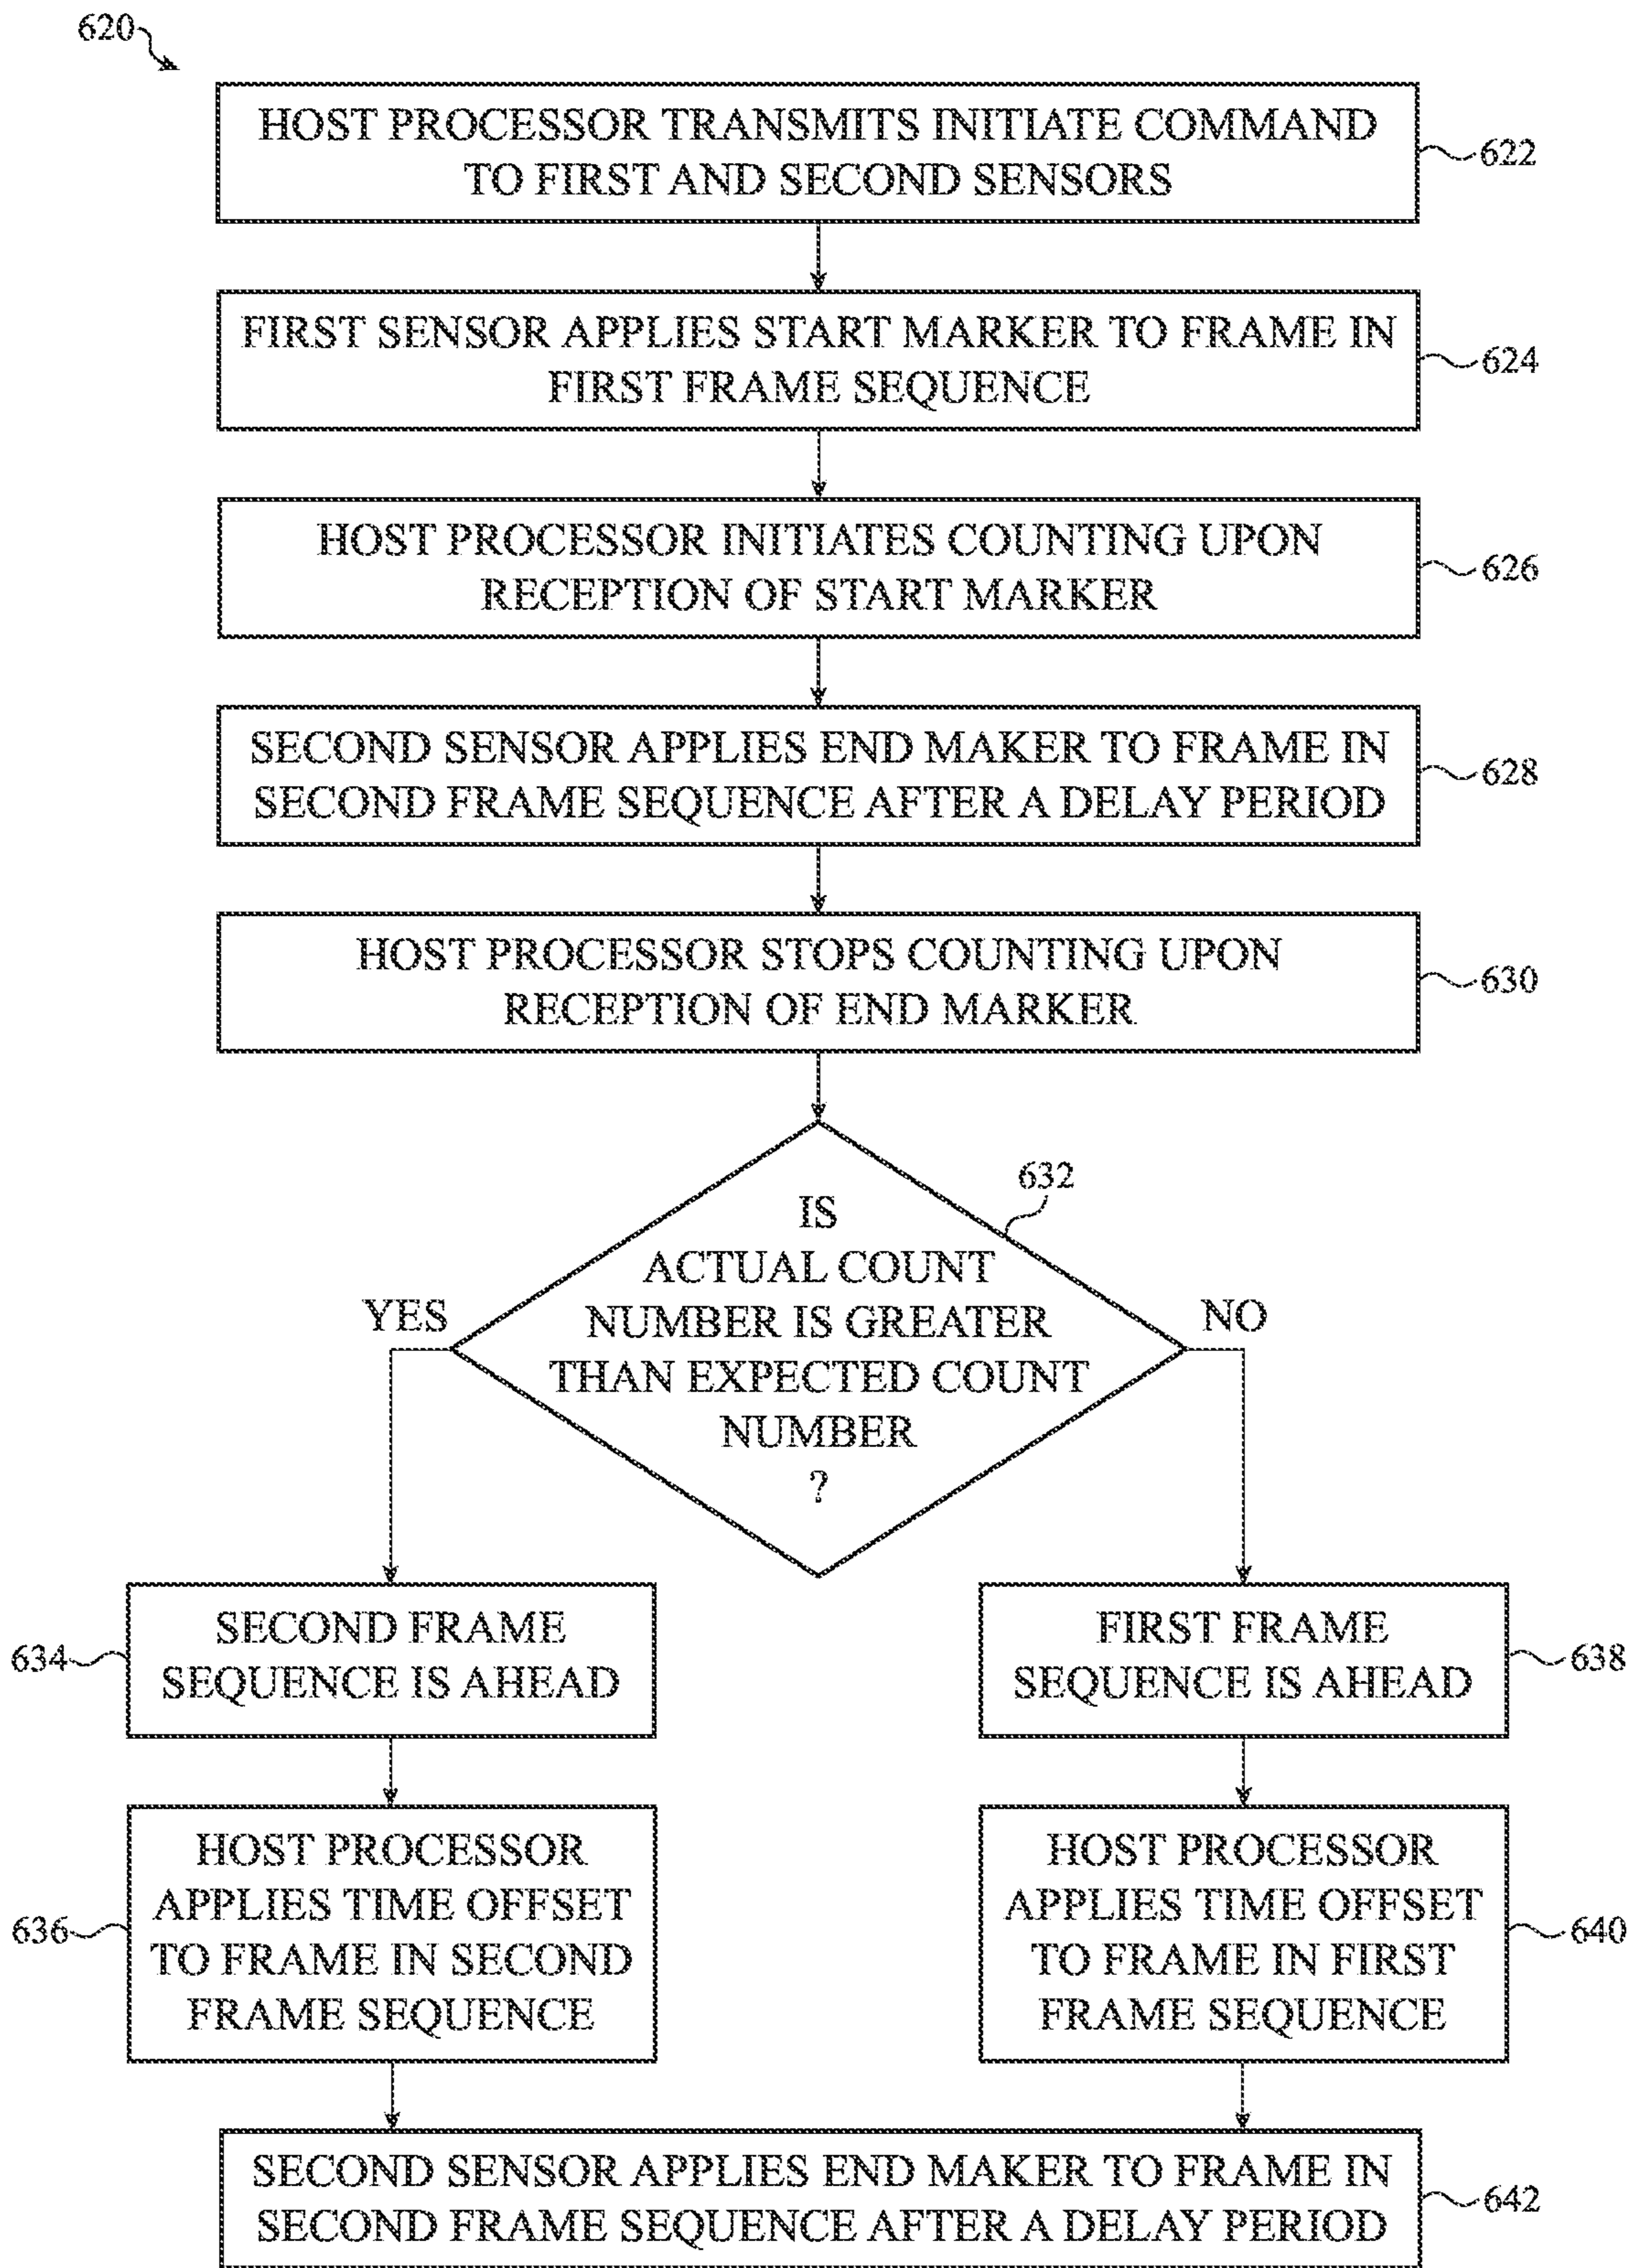 620
HOST PROCESSOR TRANSMITS INITIATE COMMAND
TO FIRST AND SECOND SENSORS
622
FIRST SENSOR APPLIES START MARKER TO FRAME IN
FIRST FRAME SEQUENCE
624
HOST PROCESSOR INITIATES COUNTING UPON
RECEPTION OF START MARKER
626
SECOND SENSOR APPLIES END MAKER TO FRAME IN
SECOND FRAME SEQUENCE AFTER A DELAY PERIOD
628
HOST PROCESSOR STOPS COUNTING UPON
RECEPTION OF END MARKER
630
632
IS
ACTUAL COUNT
NUMBER IS GREATER
THAN EXPECTED COUNT
NUMBER
?
YES
NO
SECOND FRAME
SEQUENCE IS AHEAD
634
HOST PROCESSOR
APPLIES TIME OFFSET
TO FRAME IN SECOND
FRAME SEQUENCE
636
FIRST FRAME
SEQUENCE IS AHEAD
638
HOST PROCESSOR
APPLIES TIME OFFSET
TO FRAME IN FIRST
FRAME SEQUENCE
640
SECOND SENSOR APPLIES END MAKER TO FRAME IN
SECOND FRAME SEQUENCE AFTER A DELAY PERIOD
642